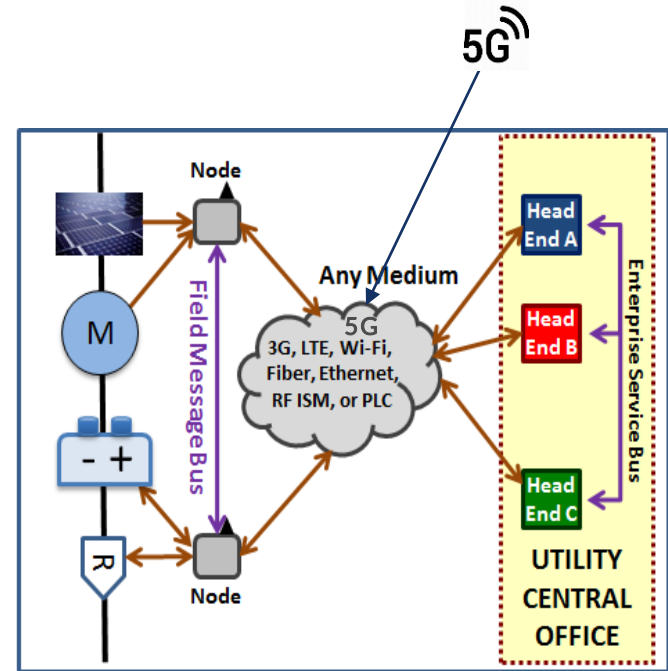 5G
Node
Any Medium
5G
3G, LTE, Wi-Fi,
Fiber, Ethernet,
RF ISM, or PLC
M
- +
R
Field Message Bus
Node
Head
End A
Head
End B
Head
End C
Enterprise Service Bus
UTILITY
CENTRAL
OFFICE